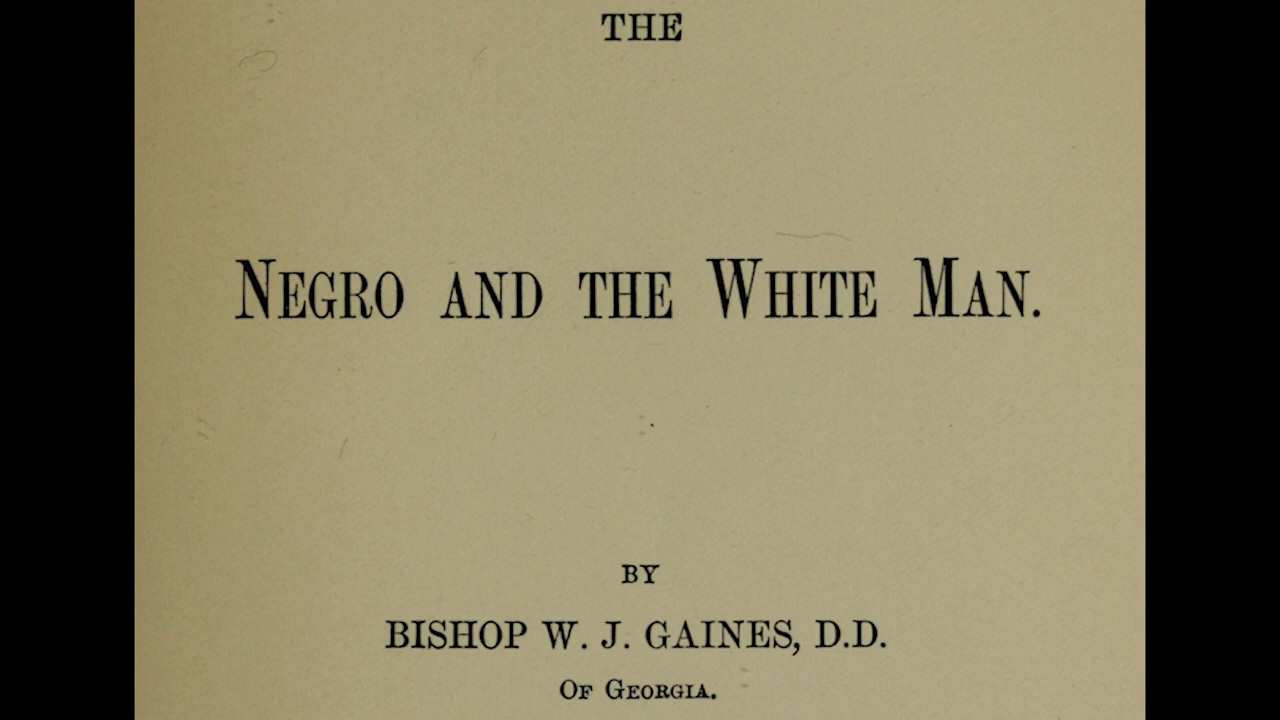 THE
NEGRO AND THE WHITE MAN.
BY
BISHOP W. J. GAINES, D.D.
OF GEORGIA.